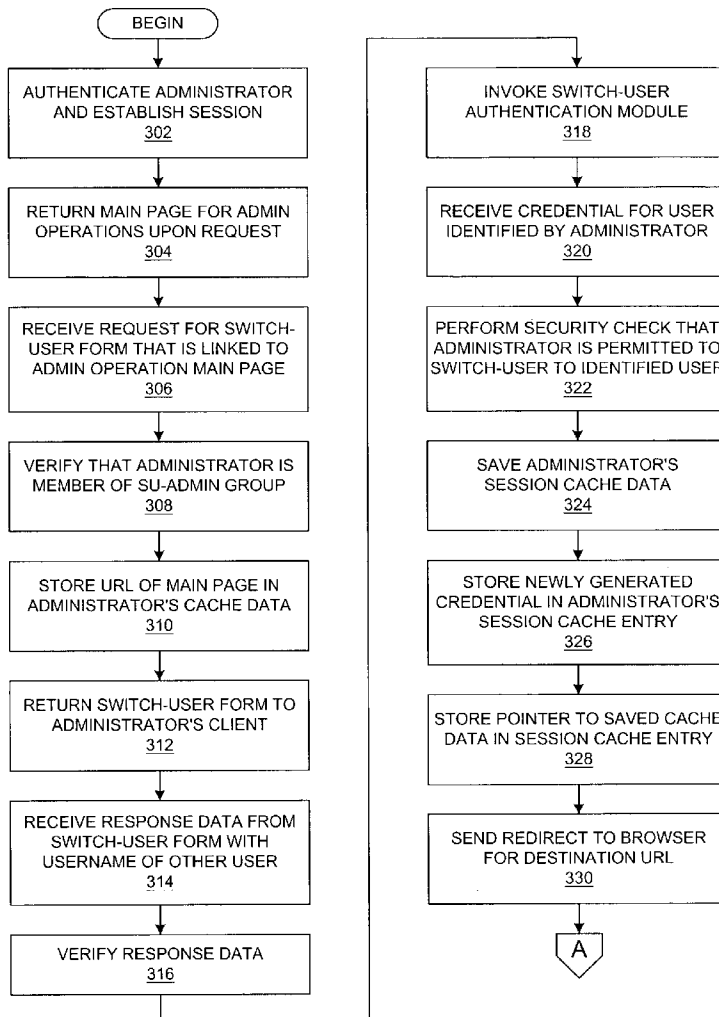 BEGIN
AUTHENTICATE ADMINISTRATOR
AND ESTABLISH SESSION
302
RETURN MAIN PAGE FOR ADMIN
OPERATIONS UPON REQUEST
304
RECEIVE REQUEST FOR SWITCH-
USER FORM THAT IS LINKED TO
ADMIN OPERATION MAIN PAGE
306
VERIFY THAT ADMINISTRATOR IS
MEMBER OF SU-ADMIN GROUP
308
STORE URL OF MAIN PAGE IN
ADMINISTRATOR'S CACHE DATA
310
RETURN SWITCH-USER FORM TO
ADMINISTRATOR'S CLIENT
312
RECEIVE RESPONSE DATA FROM
SWITCH-USER FORM WITH
USERNAME OF OTHER USER
314
VERIFY RESPONSE DATA
316
INVOKE SWITCH-USER
AUTHENTICATION MODULE
318
RECEIVE CREDENTIAL FOR USER
IDENTIFIED BY ADMINISTRATOR
320
PERFORM SECURITY CHECK THAT
ADMINISTRATOR IS PERMITTED TO
SWITCH-USER TO IDENTIFIED USER
322
SAVE ADMINISTRATOR'S
SESSION CACHE DATA
324
STORE NEWLY GENERATED
CREDENTIAL IN ADMINISTRATOR'S
SESSION CACHE ENTRY
326
STORE POINTER TO SAVED CACHE
DATA IN SESSION CACHE ENTRY
328
SEND REDIRECT TO BROWSER
FOR DESTINATION URL
330
A